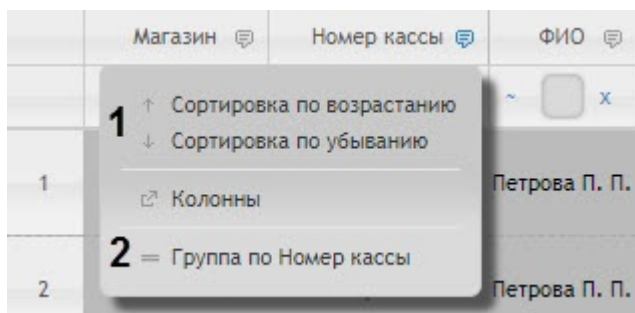 Магазин Номер кассы ФИО
1 ↑ Сортировка по возрастанию ~ x
↓ Сортировка по убыванию
1 Колонны Петрова П. П.
2 = Группа по Номер кассы
2 Петрова П. П.